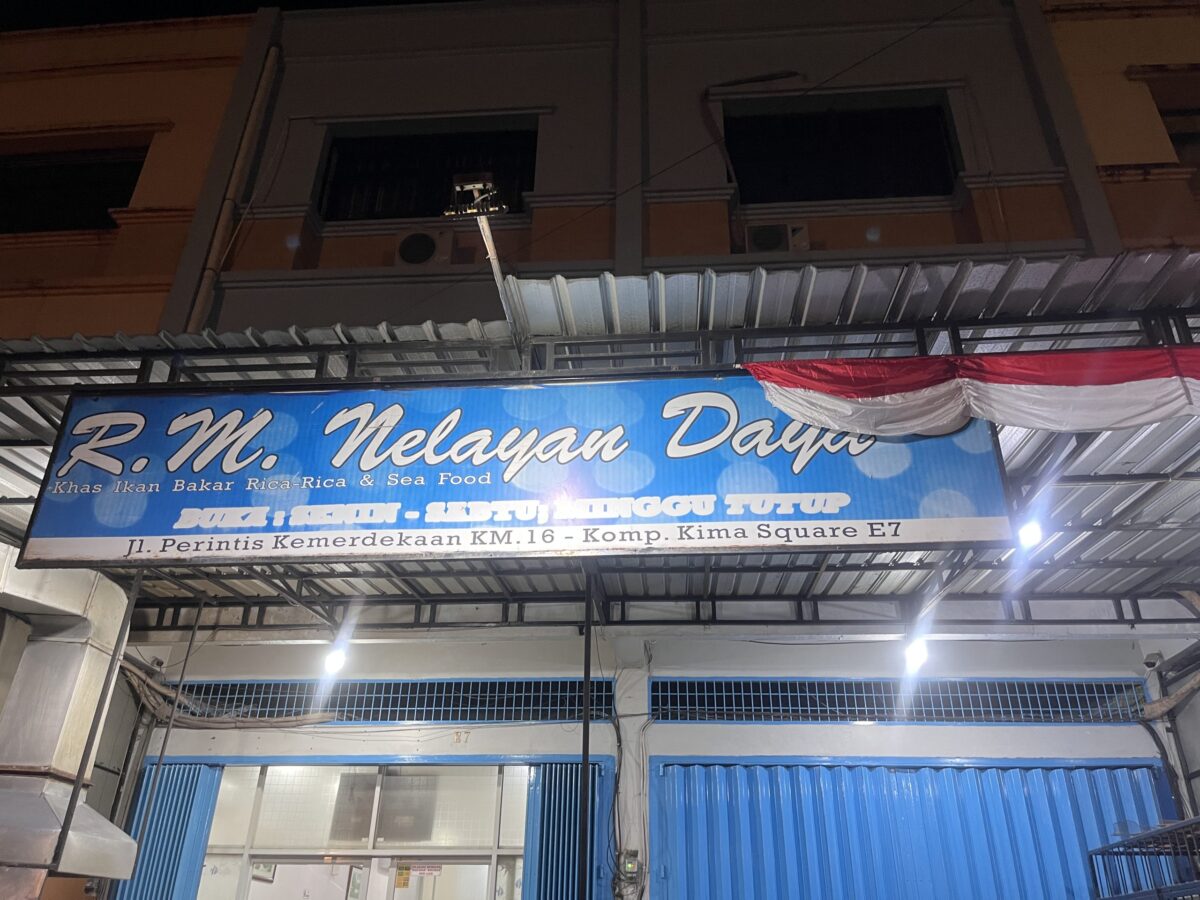 R.M. Nelayan Daya
Khas Ikan Bakar Rica-Rica & Sea Food
BUKA : SENIN - SABTU; MINGGU TUTUP
Jl. Perintis Kemerdekaan KM.16 - Komp. Kima Square E7
E7